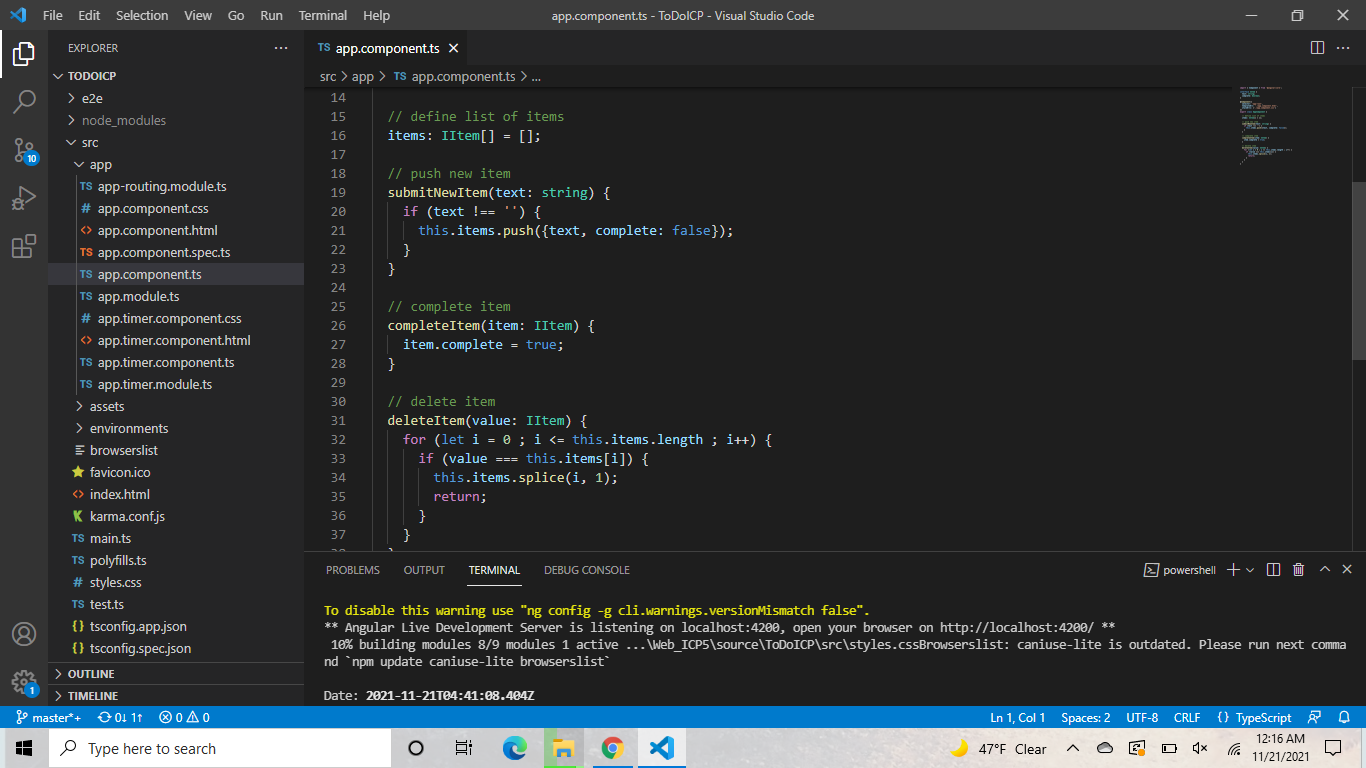 File Edit Selection View Go Run Terminal Help
app.component.ts - ToDoICP - Visual Studio Code
EXPLORER
TODOICP
e2e
node_modules
src
app
TS app-routing.module.ts
# app.component.css
<> app.component.html
TS app.component.spec.ts
TS app.component.ts
TS app.module.ts
# app.timer.component.css
<> app.timer.component.html
TS app.timer.component.ts
TS app.timer.module.ts
assets
environments
browserslist
favicon.ico
<> index.html
karma.conf.js
TS main.ts
TS polyfills.ts
# styles.css
TS test.ts
{} tsconfig.app.json
{} tsconfig.spec.json
OUTLINE
TIMELINE
10
1
TS app.component.ts
src > app > TS app.component.ts > ...
14
15 // define list of items
16 items: IItem[] = [];
17
18 // push new item
19 submitNewItem(text: string) {
20 if (text !== '') {
21 this.items.push({text, complete: false});
22 }
23 }
24
25 // complete item
26 completeItem(item: IItem) {
27 item.complete = true;
28 }
29
30 // delete item
31 deleteItem(value: IItem) {
32 for (let i = 0 ; i <= this.items.length ; i++) {
33 if (value === this.items[i]) {
34 this.items.splice(i, 1);
35 return;
36 }
37 }
PROBLEMS OUTPUT TERMINAL DEBUG CONSOLE
powershell
To disable this warning use "ng config -g cli.warnings.versionMismatch false".
** Angular Live Development Server is listening on localhost:4200, open your browser on http://localhost:4200/ **
10% building modules 8/9 modules 1 active ...\Web_ICP5\source\ToDoICP\src\styles.cssBrowserslist: caniuse-lite is outdated. Please run next comma
nd `npm update caniuse-lite browserslist`
Date: 2021-11-21T04:41:08.404Z
master*+ 0↓ 1↑ 0 0
Ln 1, Col 1 Spaces: 2 UTF-8 CRLF {} TypeScript
Type here to search
47°F Clear
12:16 AM
11/21/2021